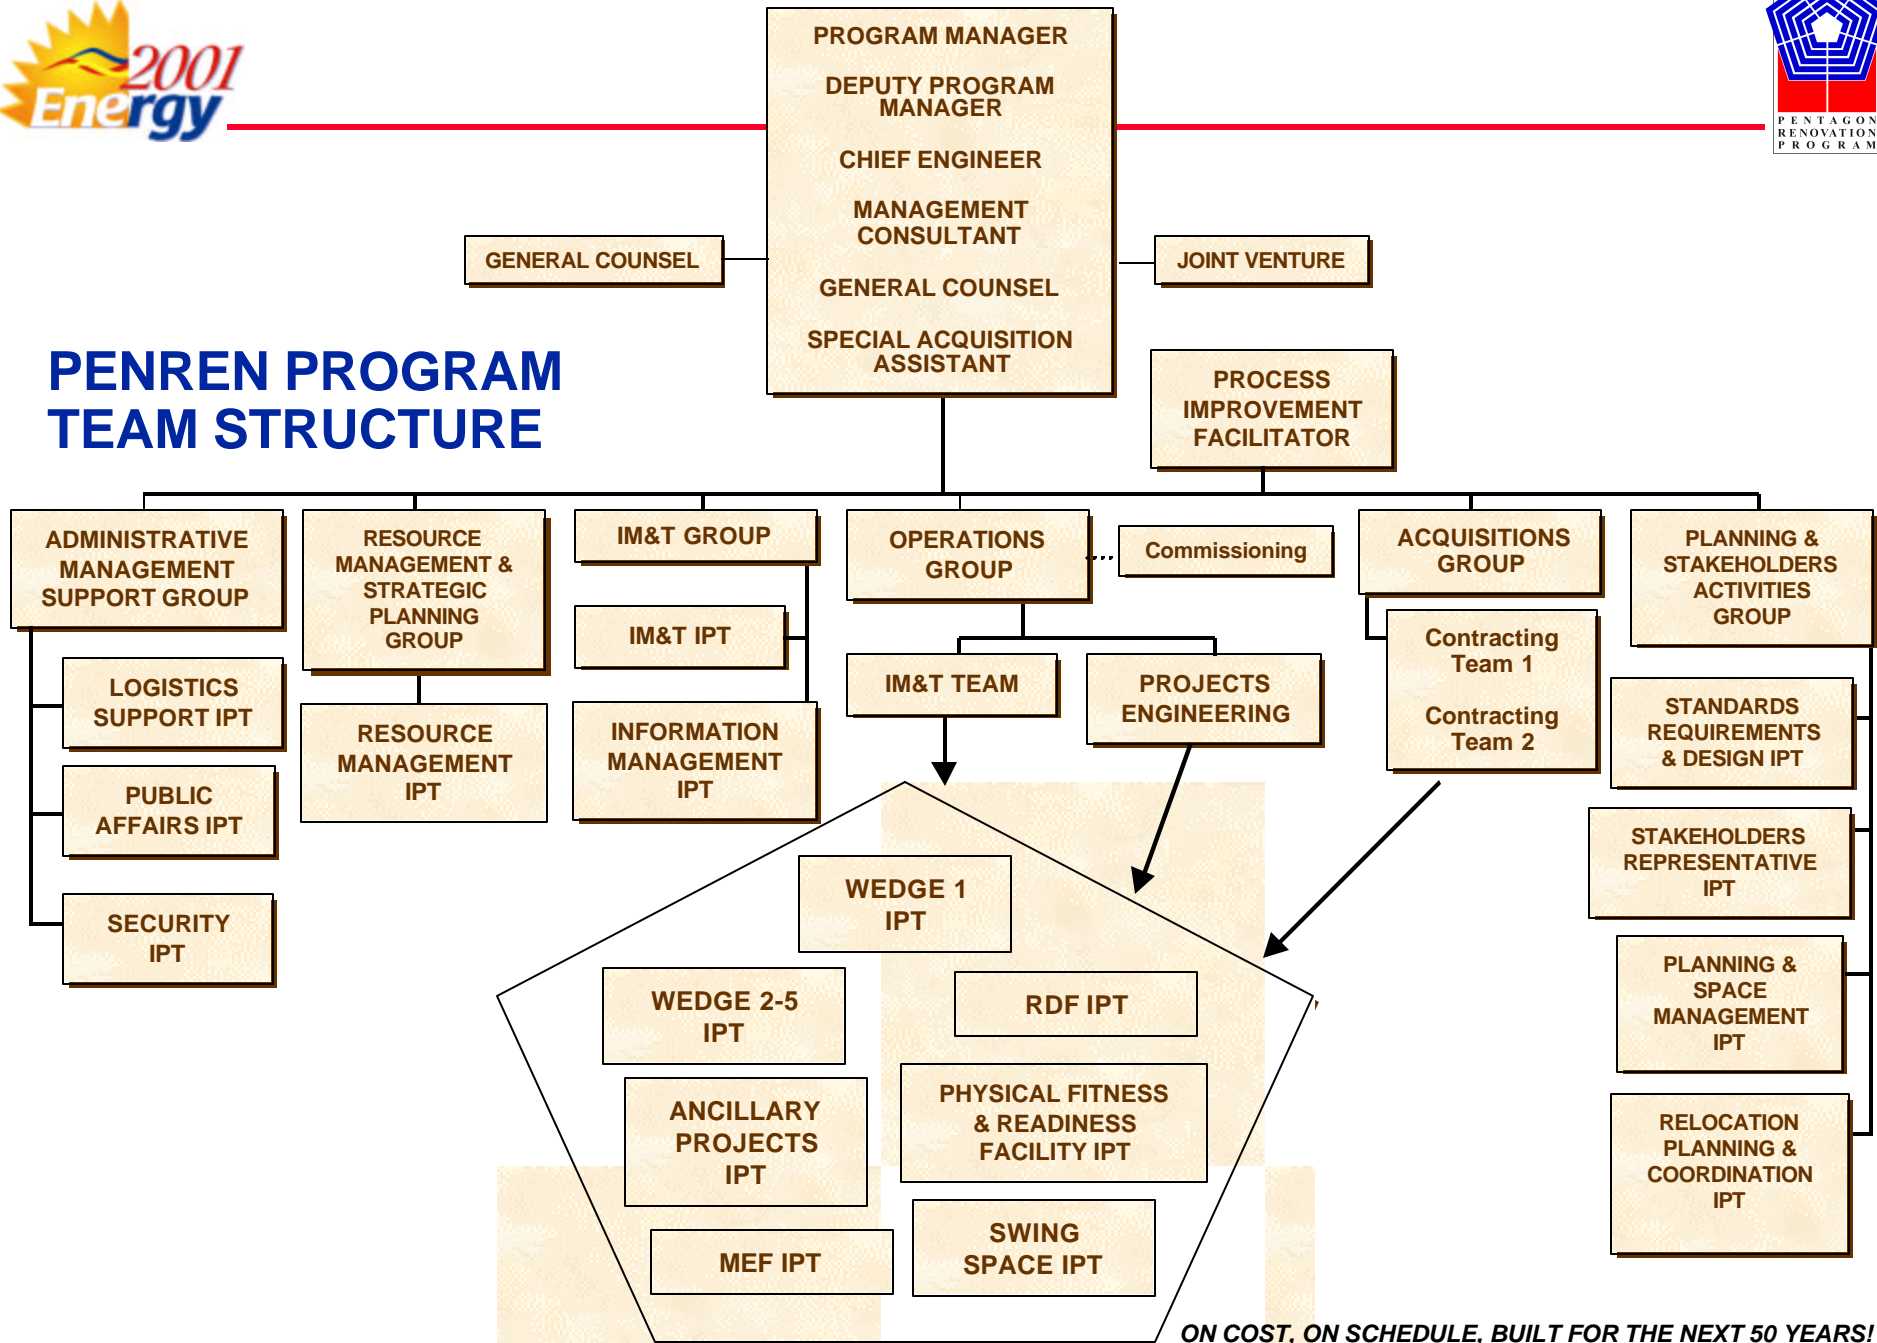 2001
Energy
PENTAGON
RENOVATION
PROGRAM
PROGRAM MANAGER
DEPUTY PROGRAM
MANAGER
CHIEF ENGINEER
MANAGEMENT
CONSULTANT
GENERAL COUNSEL
SPECIAL ACQUISITION
ASSISTANT
GENERAL COUNSEL
JOINT VENTURE
PENREN PROGRAM
TEAM STRUCTURE
PROCESS
IMPROVEMENT
FACILITATOR
ADMINISTRATIVE
MANAGEMENT
SUPPORT GROUP
LOGISTICS
SUPPORT IPT
PUBLIC
AFFAIRS IPT
SECURITY
IPT
RESOURCE
MANAGEMENT &
STRATEGIC
PLANNING
GROUP
RESOURCE
MANAGEMENT
IPT
IM&T GROUP
IM&T IPT
INFORMATION
MANAGEMENT
IPT
OPERATIONS
GROUP
Commissioning
IM&T TEAM
PROJECTS
ENGINEERING
ACQUISITIONS
GROUP
Contracting
Team 1
Contracting
Team 2
PLANNING &
STAKEHOLDERS
ACTIVITIES
GROUP
STANDARDS
REQUIREMENTS
& DESIGN IPT
STAKEHOLDERS
REPRESENTATIVE
IPT
PLANNING &
SPACE
MANAGEMENT
IPT
RELOCATION
PLANNING &
COORDINATION
IPT
WEDGE 1
IPT
WEDGE 2-5
IPT
RDF IPT
ANCILLARY
PROJECTS
IPT
PHYSICAL FITNESS
& READINESS
FACILITY IPT
MEF IPT
SWING
SPACE IPT
ON COST, ON SCHEDULE, BUILT FOR THE NEXT 50 YEARS!